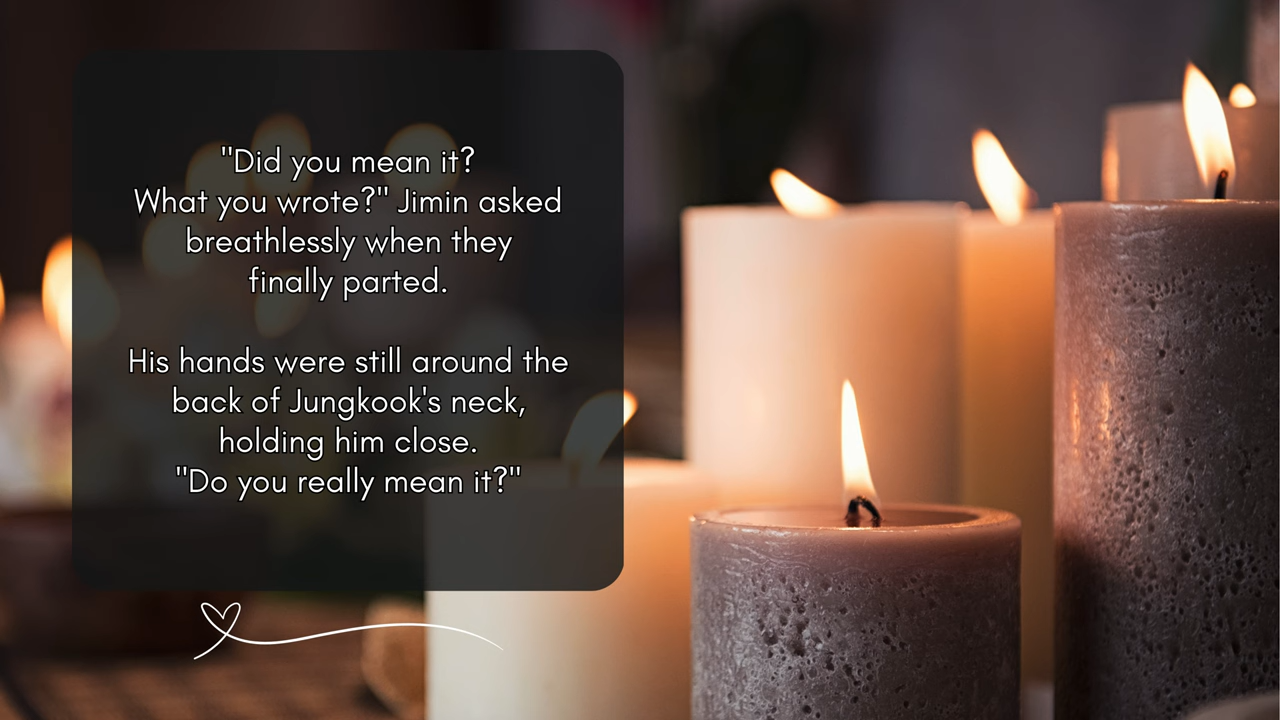 "Did you mean it?
What you wrote?" Jimin asked
breathlessly when they
finally parted.
His hands were still around the
back of Jungkook's neck,
holding him close.
"Do you really mean it?"